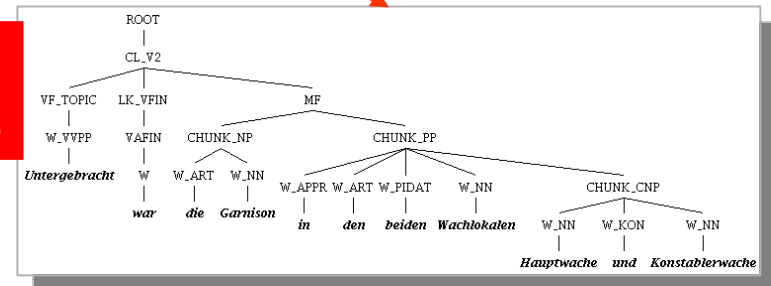 ROOT
CL_V2
VF_TOPIC LK_VFIN MF
W_VVPP VAFIN CHUNK_NP CHUNK_PP
Untergebracht W W_ART W_NN
W_APPR W_ART W_PIDAT W_NN CHUNK_CNP
war die Garnison
in den beiden Wachlokalen W_NN W_KON W_NN
Hauptwache und Konstablerwache